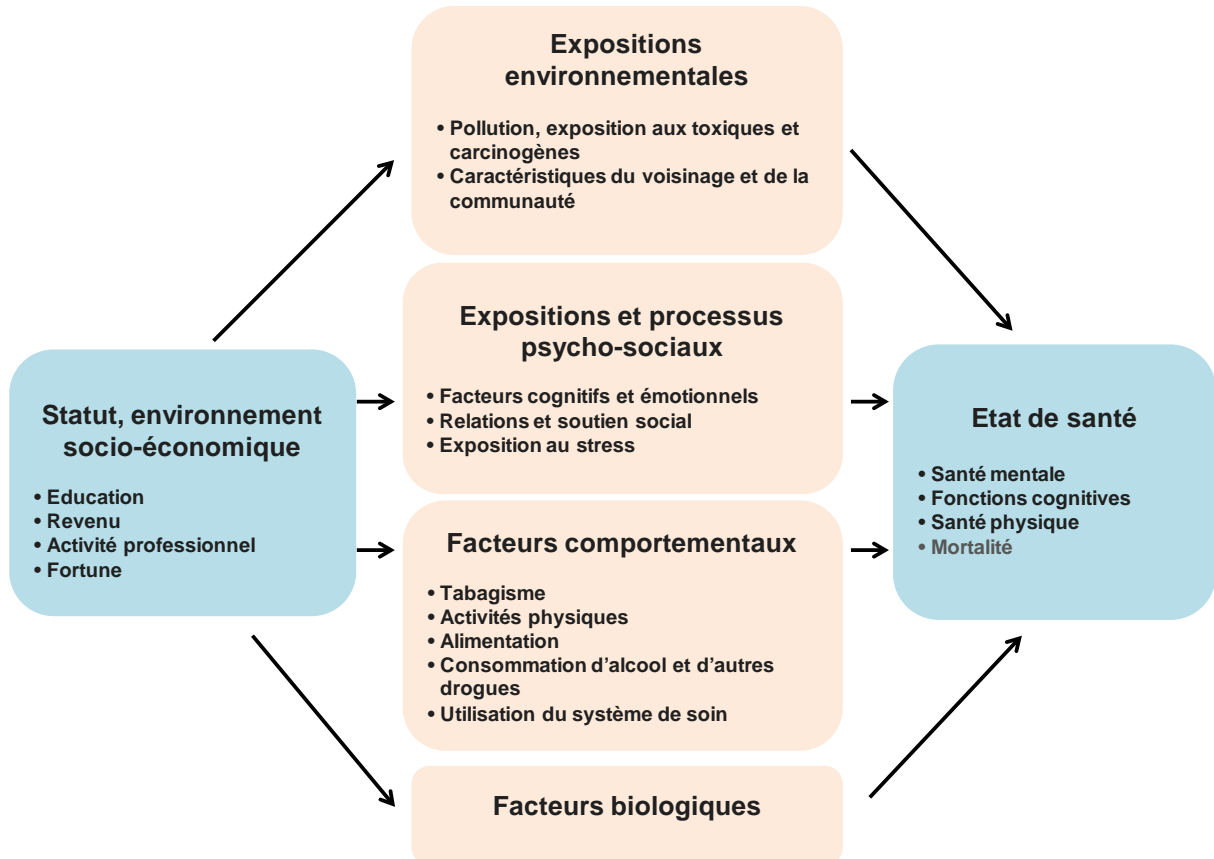 Expositions
environnementales
• Pollution, exposition aux toxiques et
carcinogènes
• Caractéristiques du voisinage et de la
communauté
Expositions et processus
psycho-sociaux
• Facteurs cognitifs et émotionnels
• Relations et soutien social
• Exposition au stress
Statut, environnement
socio-économique
• Education
• Revenu
• Activité professionnel
• Fortune
Etat de santé
• Santé mentale
• Fonctions cognitives
• Santé physique
• Mortalité
Facteurs comportementaux
• Tabagisme
• Activités physiques
• Alimentation
• Consommation d’alcool et d’autres
drogues
• Utilisation du système de soin
Facteurs biologiques